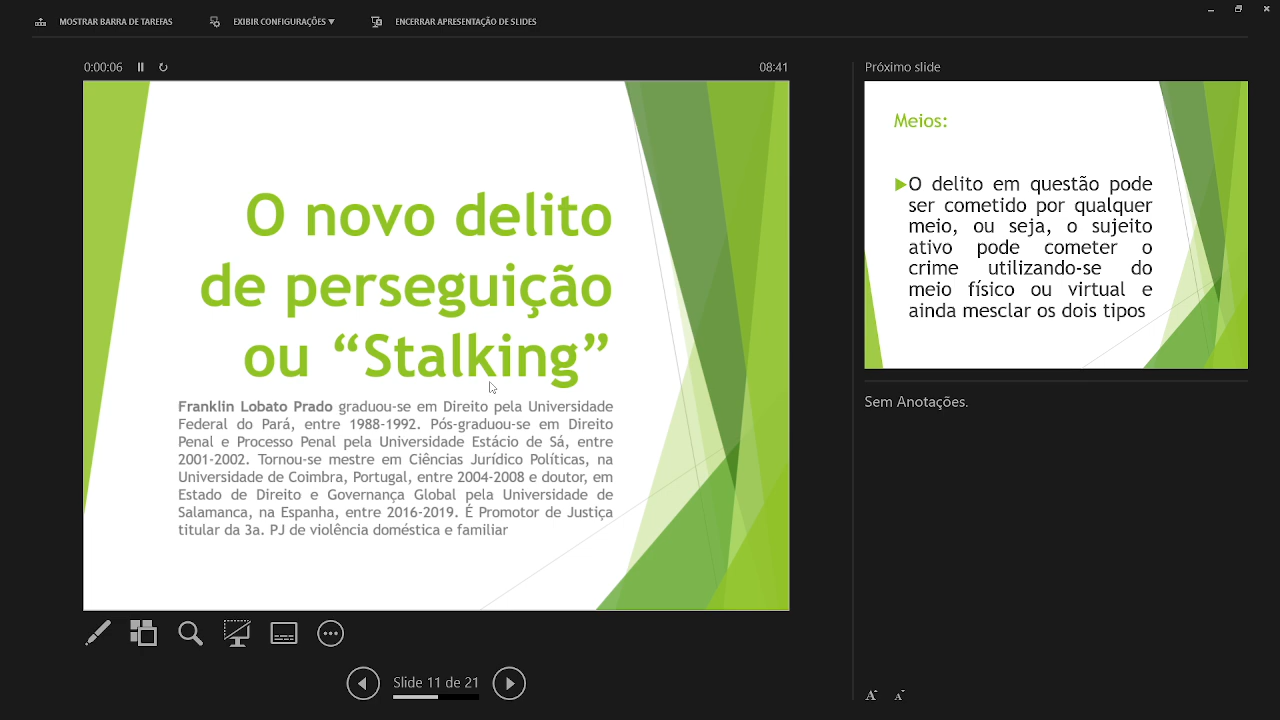 MOSTRAR BARRA DE TAREFAS
EXIBIR CONFIGURAÇÕES ▼
ENCERRAR APRESENTAÇÃO DE SLIDES
0:00:06
08:41
O novo delito
de perseguição
ou “Stalking”
Franklin Lobato Prado graduou-se em Direito pela Universidade
Federal do Pará, entre 1988-1992. Pós-graduou-se em Direito
Penal e Processo Penal pela Universidade Estácio de Sá, entre
2001-2002. Tornou-se mestre em Ciências Jurídico Políticas, na
Universidade de Coimbra, Portugal, entre 2004-2008 e doutor, em
Estado de Direito e Governança Global pela Universidade de
Salamanca, na Espanha, entre 2016-2019. É Promotor de Justiça
titular da 3a. PJ de violência doméstica e familiar
Slide 11 de 21
Próximo slide
Meios:
O delito em questão pode
ser cometido por qualquer
meio, ou seja, o sujeito
ativo pode cometer o
crime utilizando-se do
meio físico ou virtual e
ainda mesclar os dois tipos
Sem Anotações.
A A